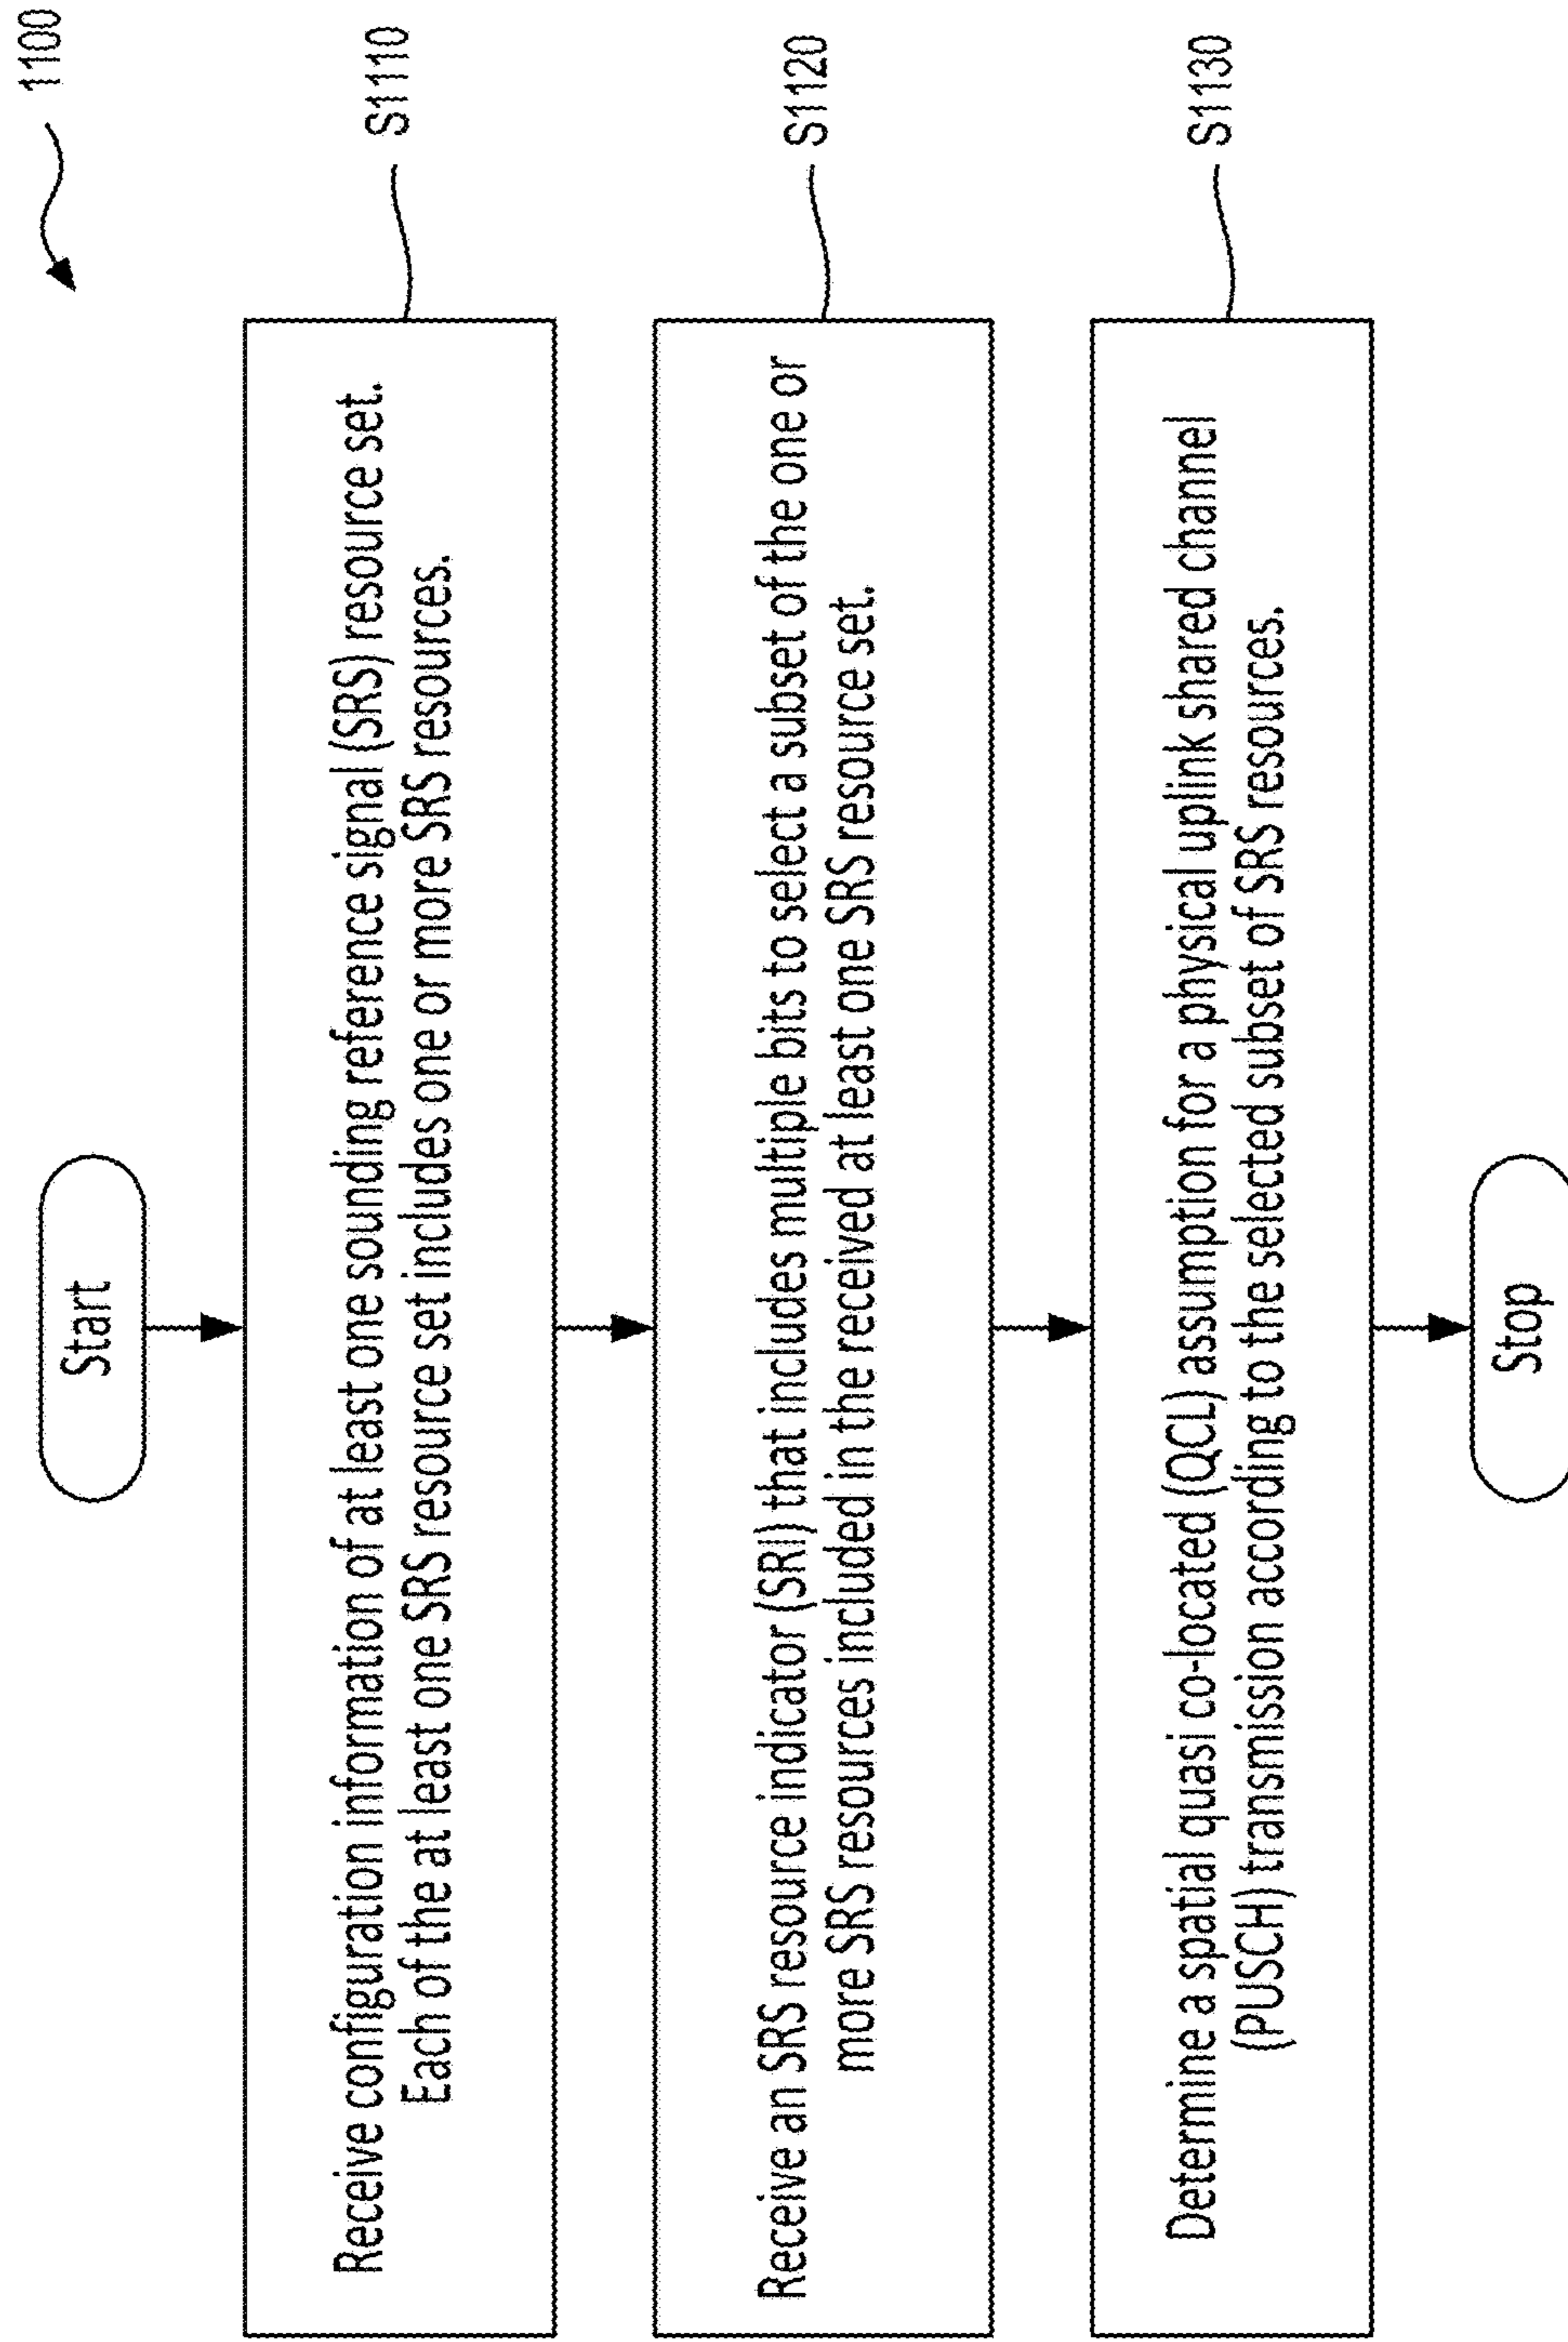 1100
Start
Receive configuration information of at least one sounding reference signal (SRS) resource set.
Each of the at least one SRS resource set includes one or more SRS resources.
S1110
Receive an SRS resource indicator (SRI) that includes multiple bits to select a subset of the one or
more SRS resources included in the received at least one SRS resource set.
S1120
Determine a spatial quasi co-located (QCL) assumption for a physical uplink shared channel
(PUSCH) transmission according to the selected subset of SRS resources.
S1130
Stop